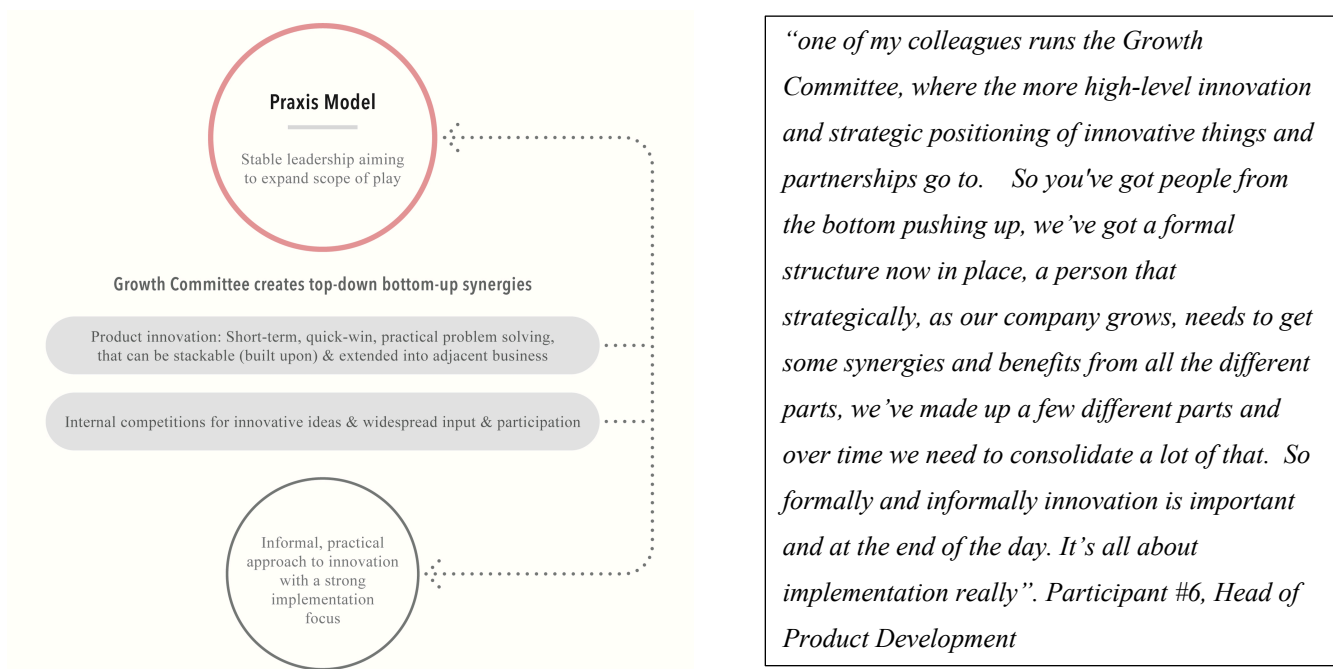 Praxis Model
Stable leadership aiming
to expand scope of play
Growth Committee creates top-down bottom-up synergies
Product innovation: Short-term, quick-win, practical problem solving,
that can be stackable (built upon) & extended into adjacent business
Internal competitions for innovative ideas & widespread input & participation
Informal, practical
approach to innovation
with a strong
implementation
focus
“one of my colleagues runs the Growth
Committee, where the more high-level innovation
and strategic positioning of innovative things and
partnerships go to. So you've got people from
the bottom pushing up, we’ve got a formal
structure now in place, a person that
strategically, as our company grows, needs to get
some synergies and benefits from all the different
parts, we’ve made up a few different parts and
over time we need to consolidate a lot of that. So
formally and informally innovation is important
and at the end of the day. It’s all about
implementation really”. Participant #6, Head of
Product Development